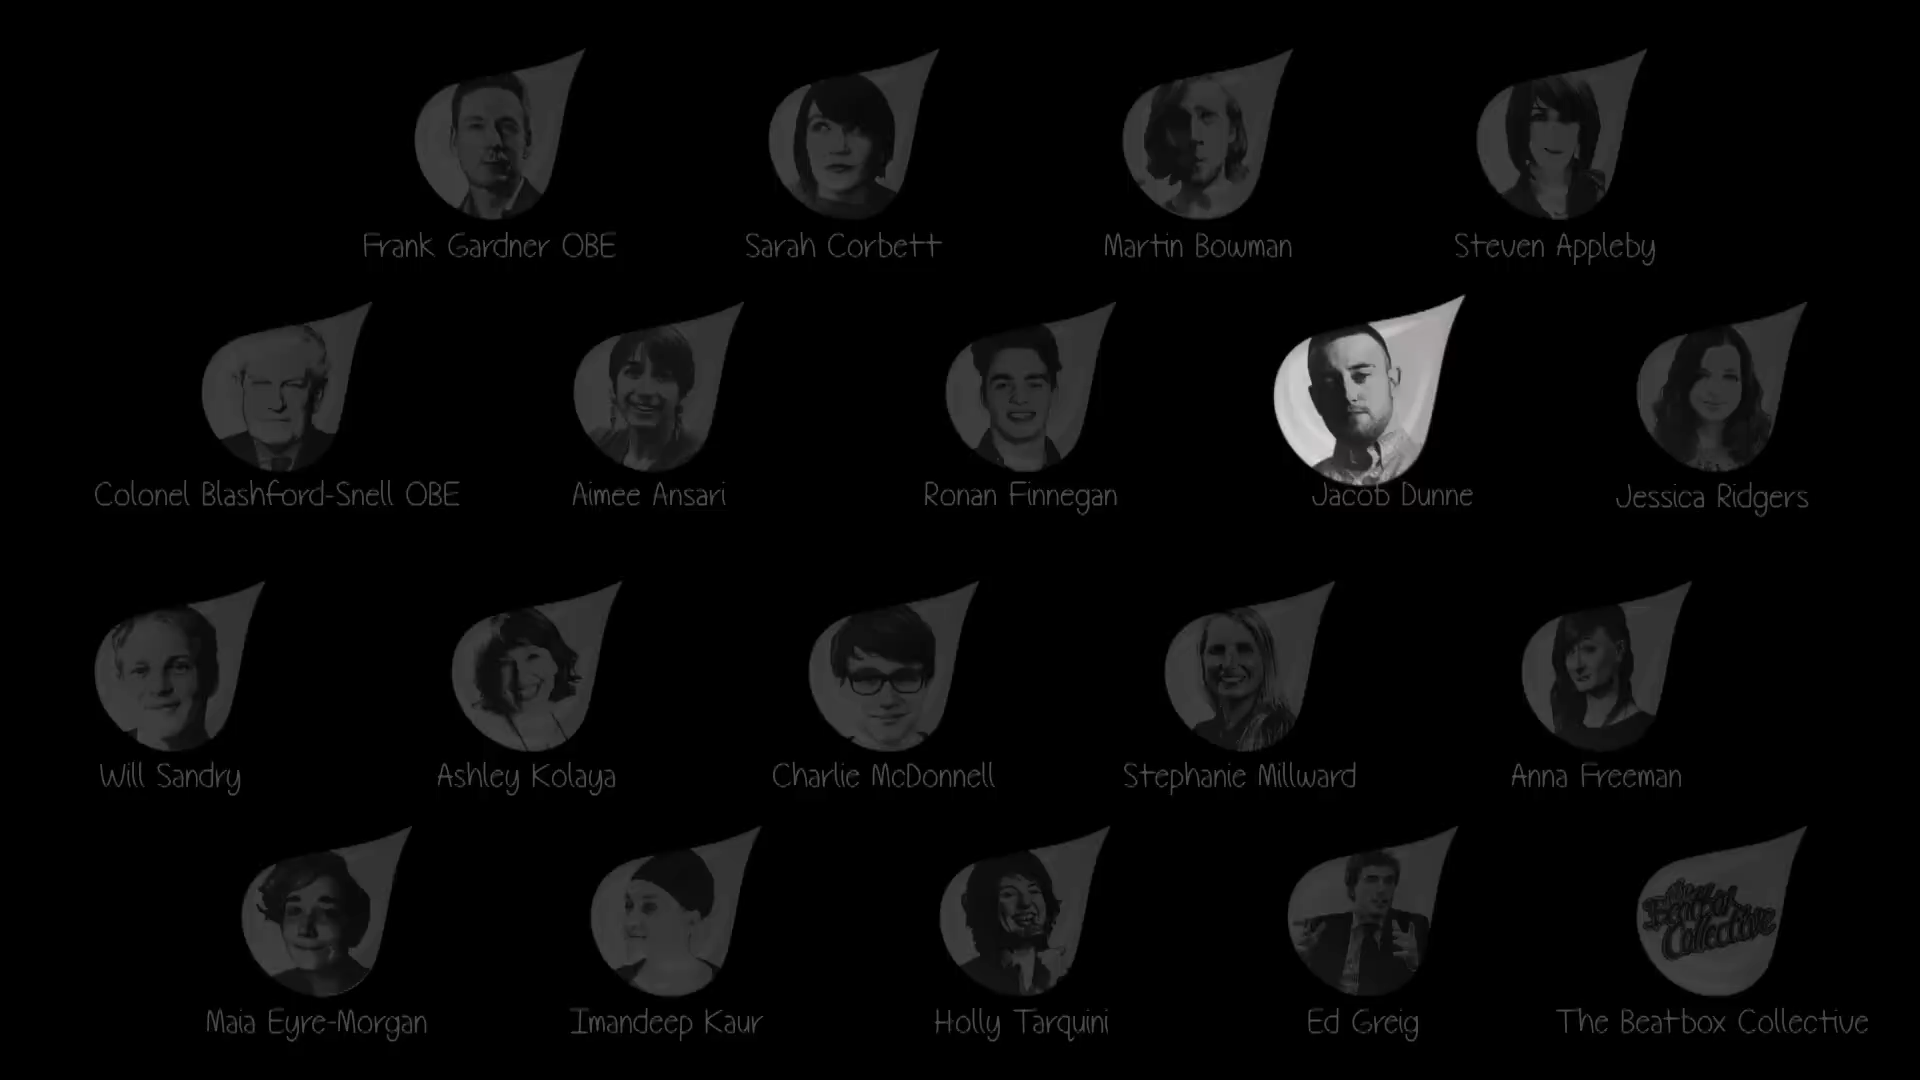 Frank Gardner OBE
Sarah Corbett
Martin Bowman
Steven Appleby
Colonel Blashford-Snell OBE
Aimee Ansari
Ronan Finnegan
Jacob Dunne
Jessica Ridgers
Will Sandry
Ashley Kolaya
Charlie McDonnell
Stephanie Millward
Anna Freeman
Maia Eyre-Morgan
Imandeep Kaur
Holly Tarquini
Ed Greig
Beatbox
Collective
The Beatbox Collective